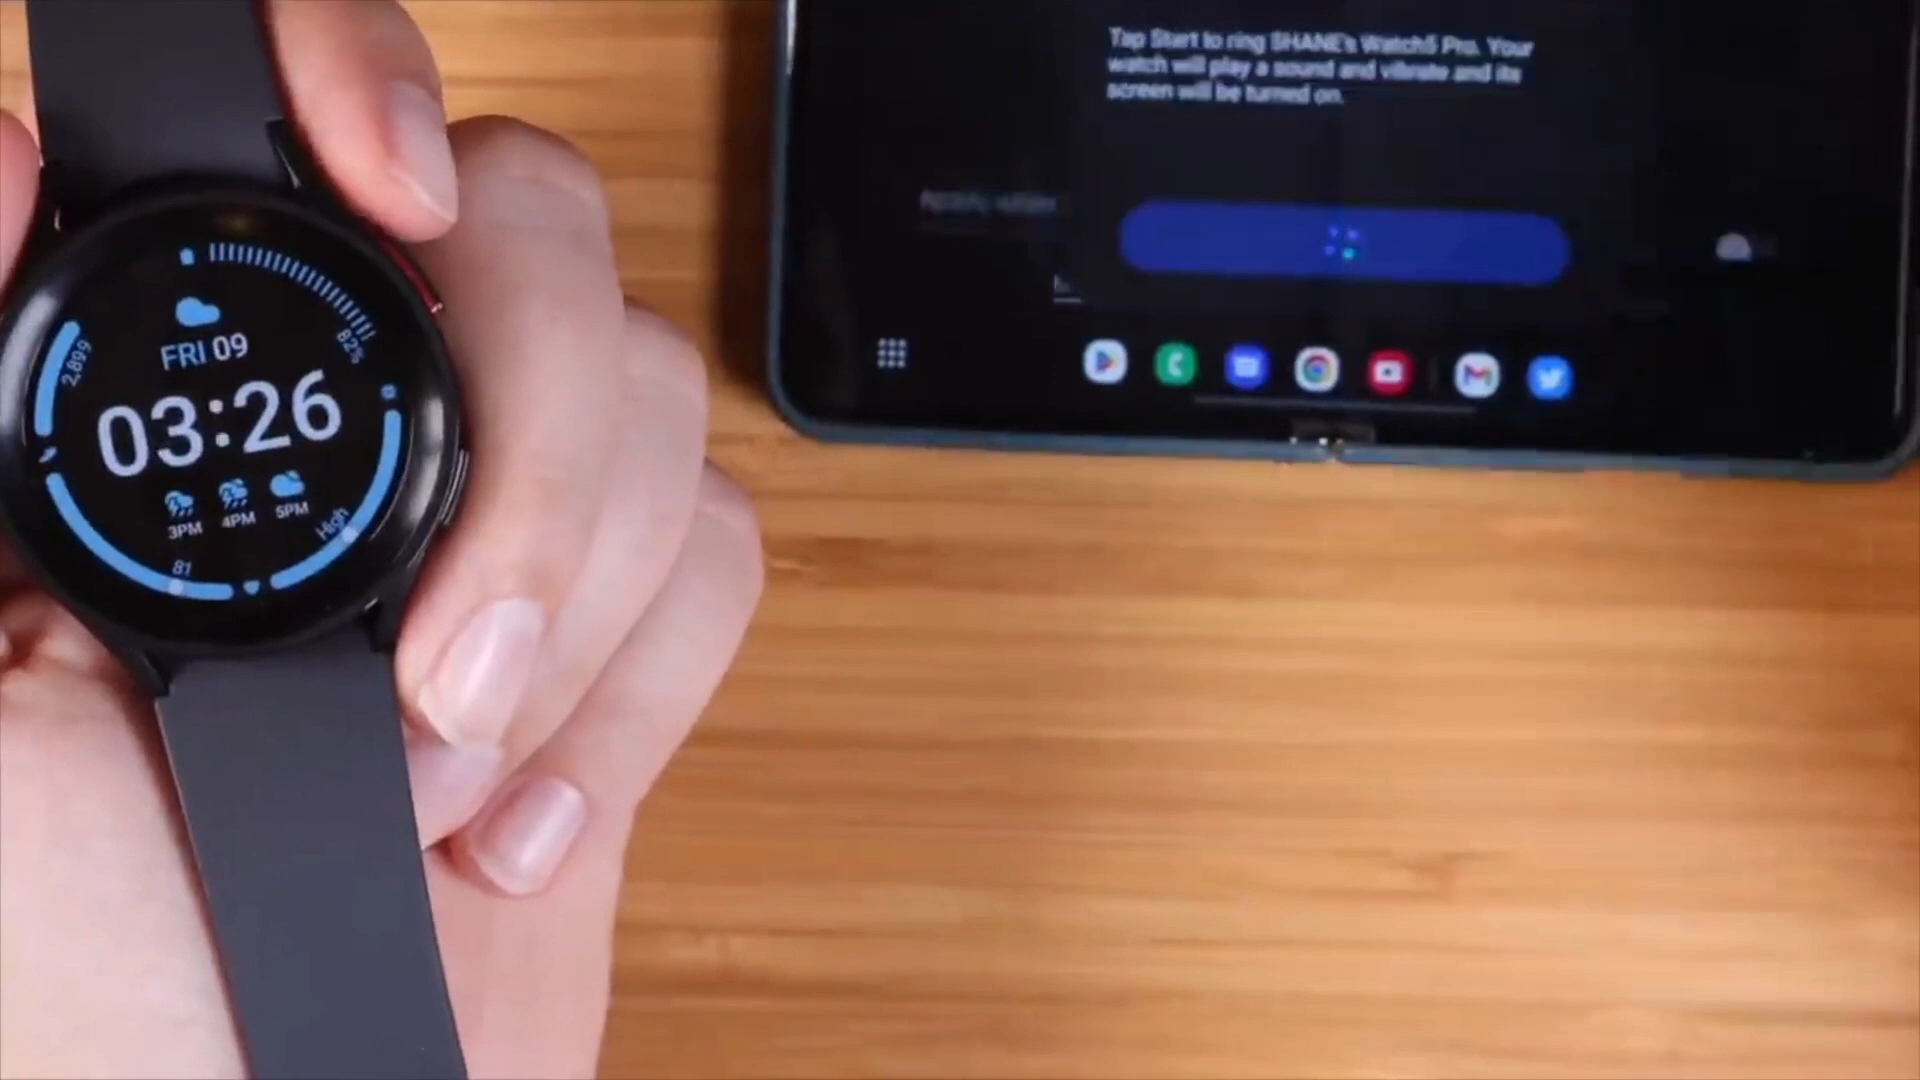 82%
2,899
FRI 09
03:26
3PM 4PM 5PM
High
81
Tap Start to ring SHANE's Watch5 Pro. Your
watch will play a sound and vibrate and its
screen will be turned on.